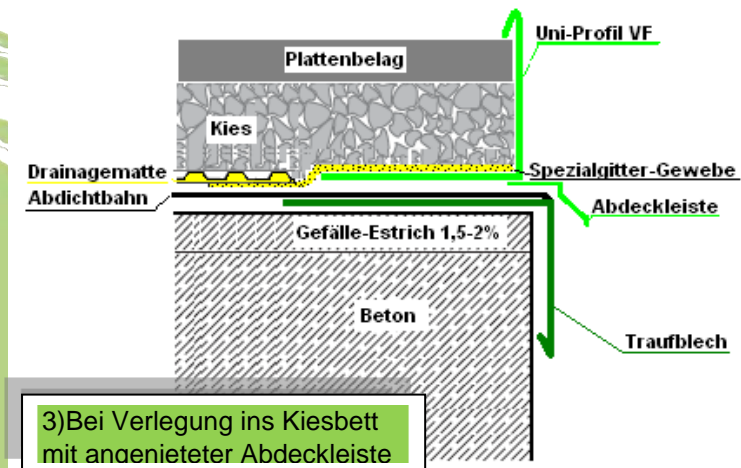 Uni-Profil VF
Plattenbelag
Kies
Drainagematte
Spezialgitter-Gewebe
Abdichtbahn
Abdeckleiste
Gefälle-Estrich 1,5-2%
Beton
Traufblech
3)Bei Verlegung ins Kiesbett
mit angenieteter Abdeckleiste